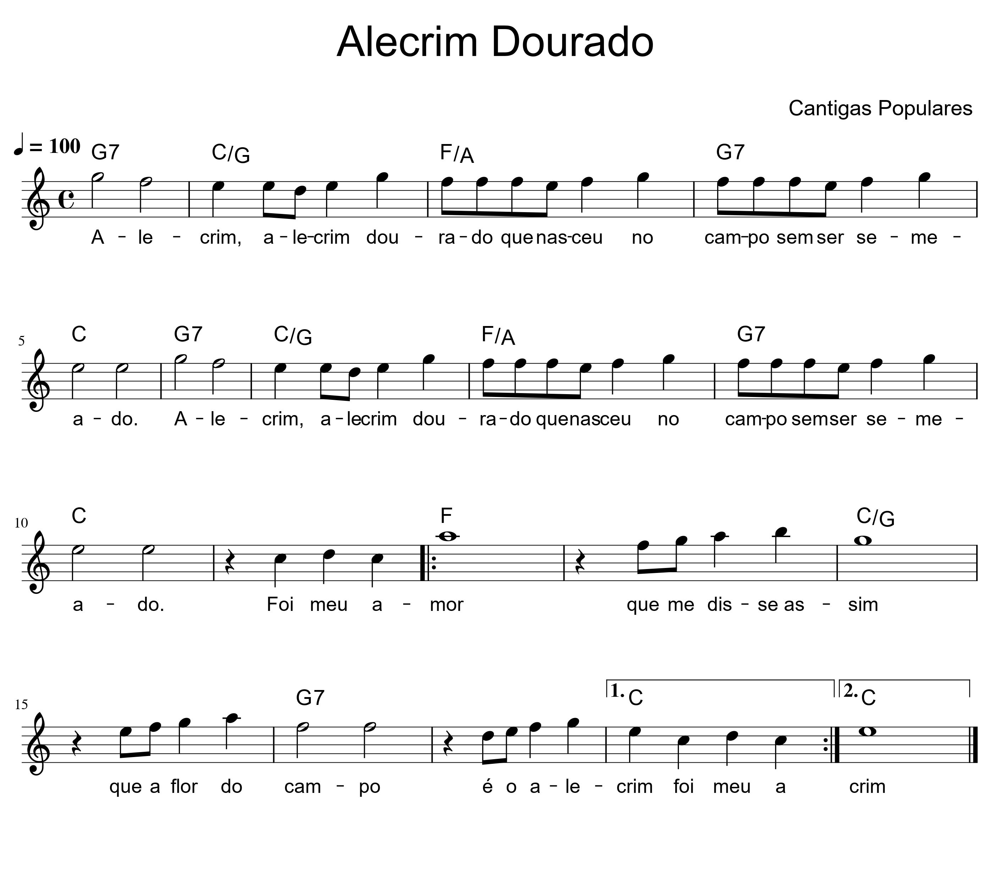 Alecrim Dourado
Cantigas Populares
= 100
G7 C/G F/A G7
A - le - crim, a - le - crim dou - ra - do que nas - ceu no cam - po sem ser se - me -
5 C G7 C/G F/A G7
a - do. A - le - crim, a - lecrim dou - ra - do quenasceu no cam - po semser se - me -
10 C F C/G
a - do. Foi meu a - mor que me dis - se as - sim
1. 2.
15 G7 C C
que a flor do cam - po é o a - le - crim foi meu a crim